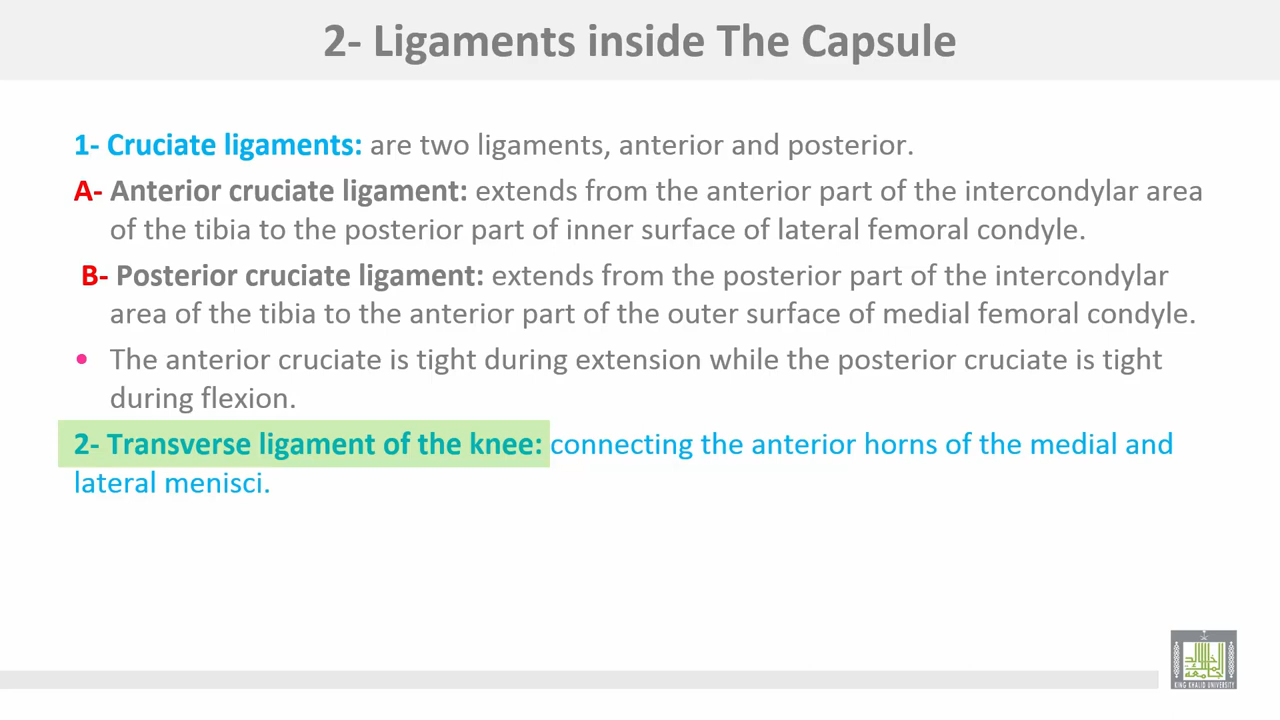 2- Ligaments inside The Capsule
1- Cruciate ligaments: are two ligaments, anterior and posterior.
A- Anterior cruciate ligament: extends from the anterior part of the intercondylar area
of the tibia to the posterior part of inner surface of lateral femoral condyle.
B- Posterior cruciate ligament: extends from the posterior part of the intercondylar
area of the tibia to the anterior part of the outer surface of medial femoral condyle.
• The anterior cruciate is tight during extension while the posterior cruciate is tight
during flexion.
2- Transverse ligament of the knee: connecting the anterior horns of the medial and
lateral menisci.
KING KHALID UNIVERSITY